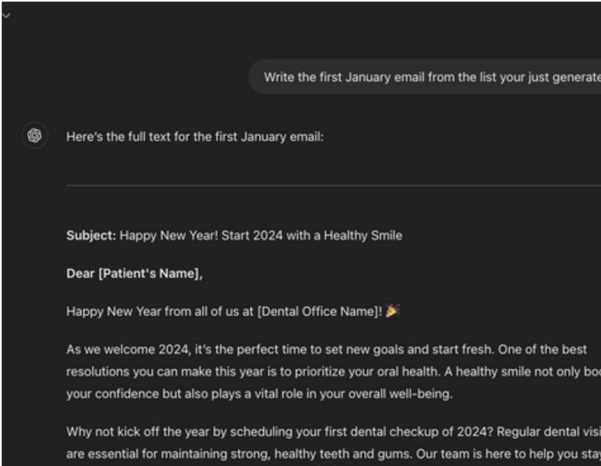 Write the first January email from the list your just generate
Here's the full text for the first January email:
Subject: Happy New Year! Start 2024 with a Healthy Smile
Dear [Patient's Name],
Happy New Year from all of us at [Dental Office Name]! 🎉
As we welcome 2024, it's the perfect time to set new goals and start fresh. One of the best
resolutions you can make this year is to prioritize your oral health. A healthy smile not only boo
your confidence but also plays a vital role in your overall well-being.
Why not kick off the year by scheduling your first dental checkup of 2024? Regular dental visi
are essential for maintaining strong, healthy teeth and gums. Our team is here to help you stay